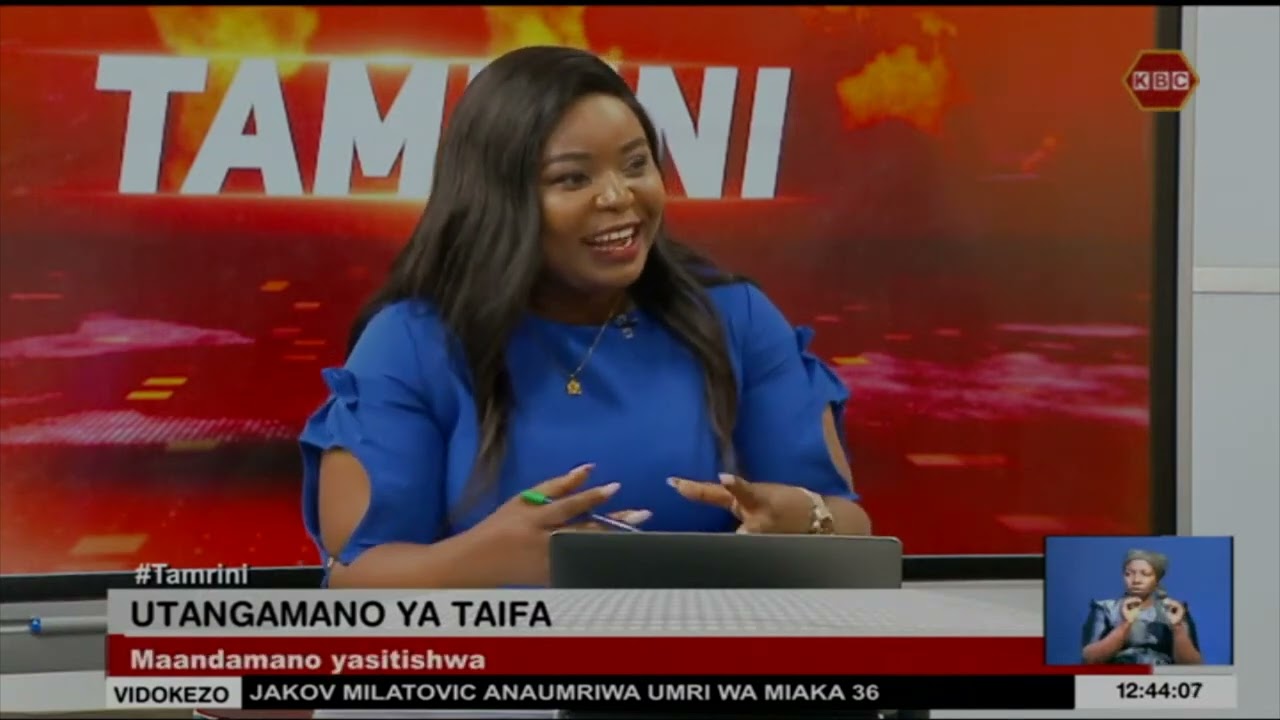 TAMRINI
KBC
#Tamrini
UTANGAMANO YA TAIFA
Maandamano yasitishwa
VIDOKEZO JAKOV MILATOVIC ANAUMRIWA UMRI WA MIAKA 36
12:44:07